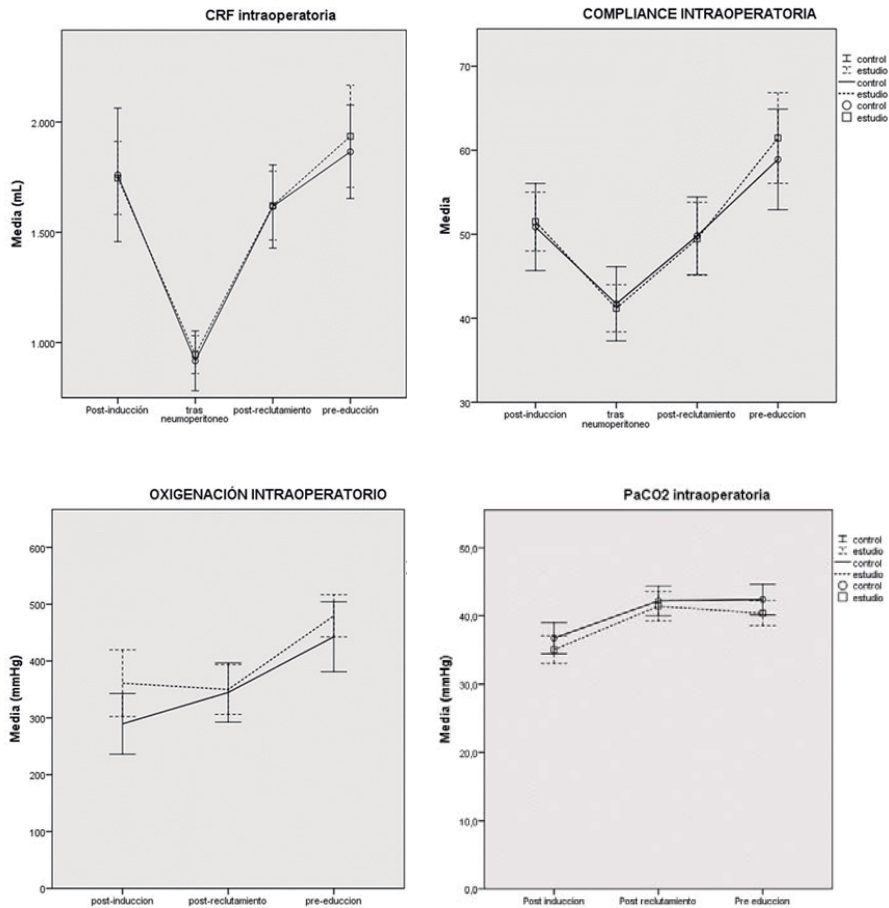 CRF intraoperatoria
Media (mL)
2.000
1.500
1.000
Post-inducción
tras
neumoperitoneo
post-reclutamiento
pre-educción
COMPLIANCE INTRAOPERATORIA
Media
70
60
50
40
30
post-induccion
tras
neumoperitoneo
post-reclutamiento
pre-educcion
control
estudio
control
estudio
control
estudio
OXIGENACIÓN INTRAOPERATORIO
Media (mmHg)
600
500
400
300
200
100
0
post-induccion
post-reclutamiento
pre-educcion
PaCO2 intraoperatoria
Media (mmHg)
50,0
40,0
30,0
20,0
10,0
0,0
Post induccion
Post reclutamiento
Pre educcion
control
estudio
control
estudio
control
estudio